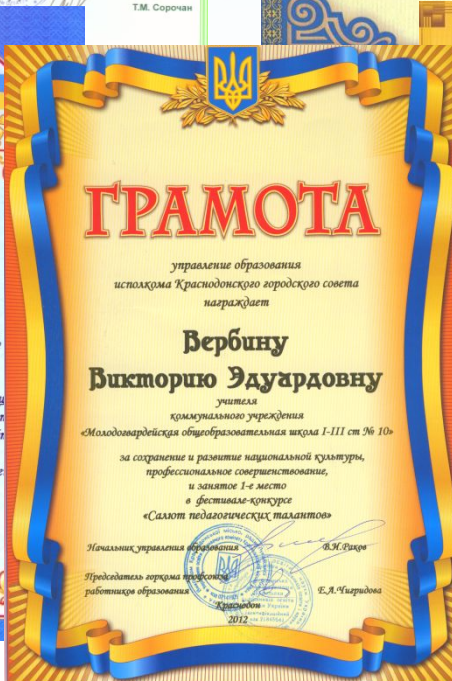 Т.М. Сорочан
ГРАМОТА
управление образования
исполкома Краснодонского городского совета
награждает
Вербину
Викторию Эдуардовну
учителя
коммунального учреждения
«Молодогвардейская общеобразовательная школа I-III ст № 10»
за сохранение и развитие национальной культуры,
профессиональное совершенствование,
и занятое 1-е место
в фестивале-конкурсе
«Салют педагогических талантов»
Начальник управления образования В.И.Раков
Председатель горкома профсоюза
работников образования Е.А.Чигридова
Краснодон
2012